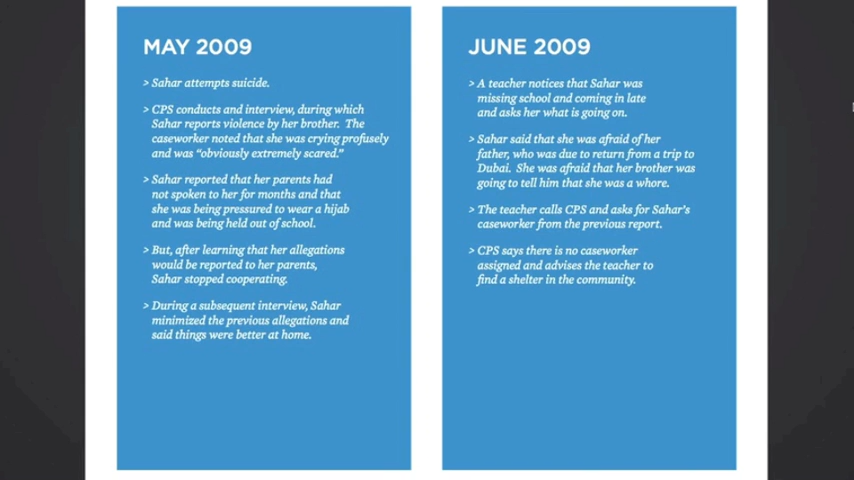 MAY 2009
> Sahar attempts suicide.
> CPS conducts and interview, during which
Sahar reports violence by her brother. The
caseworker noted that she was crying profusely
and was “obviously extremely scared.”
> Sahar reported that her parents had
not spoken to her for months and that
she was being pressured to wear a hijab
and was being held out of school.
> But, after learning that her allegations
would be reported to her parents,
Sahar stopped cooperating.
> During a subsequent interview, Sahar
minimized the previous allegations and
said things were better at home.
JUNE 2009
> A teacher notices that Sahar was
missing school and coming in late
and asks her what is going on.
> Sahar said that she was afraid of her
father, who was due to return from a trip to
Dubai. She was afraid that her brother was
going to tell him that she was a whore.
> The teacher calls CPS and asks for Sahar’s
caseworker from the previous report.
> CPS says there is no caseworker
assigned and advises the teacher to
find a shelter in the community.